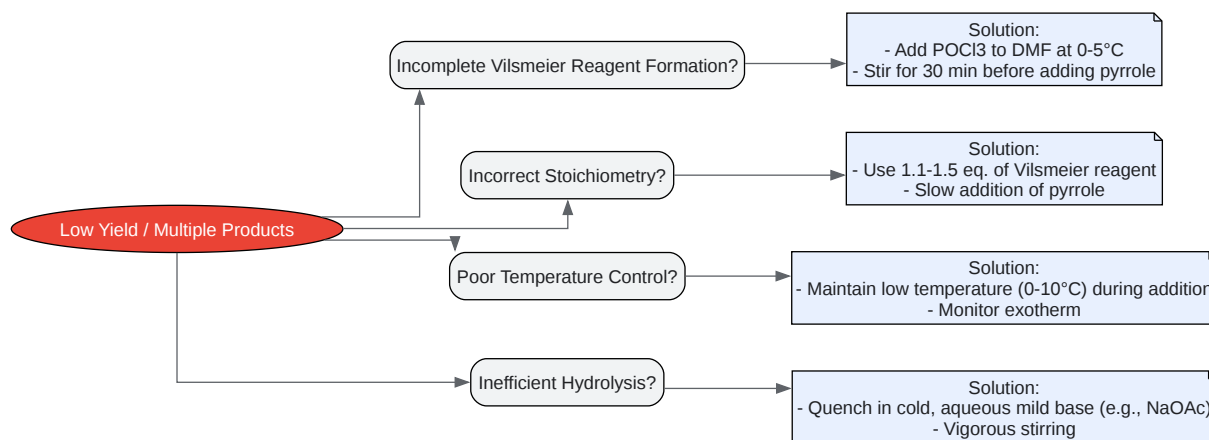 Low Yield / Multiple Products
Incomplete Vilsmeier Reagent Formation?
Solution:
- Add POCl3 to DMF at 0-5°C
- Stir for 30 min before adding pyrrole
Incorrect Stoichiometry?
Solution:
- Use 1.1-1.5 eq. of Vilsmeier reagent
- Slow addition of pyrrole
Poor Temperature Control?
Solution:
- Maintain low temperature (0-10°C) during addition
- Monitor exotherm
Inefficient Hydrolysis?
Solution:
- Quench in cold, aqueous mild base (e.g., NaOAc)
- Vigorous stirring